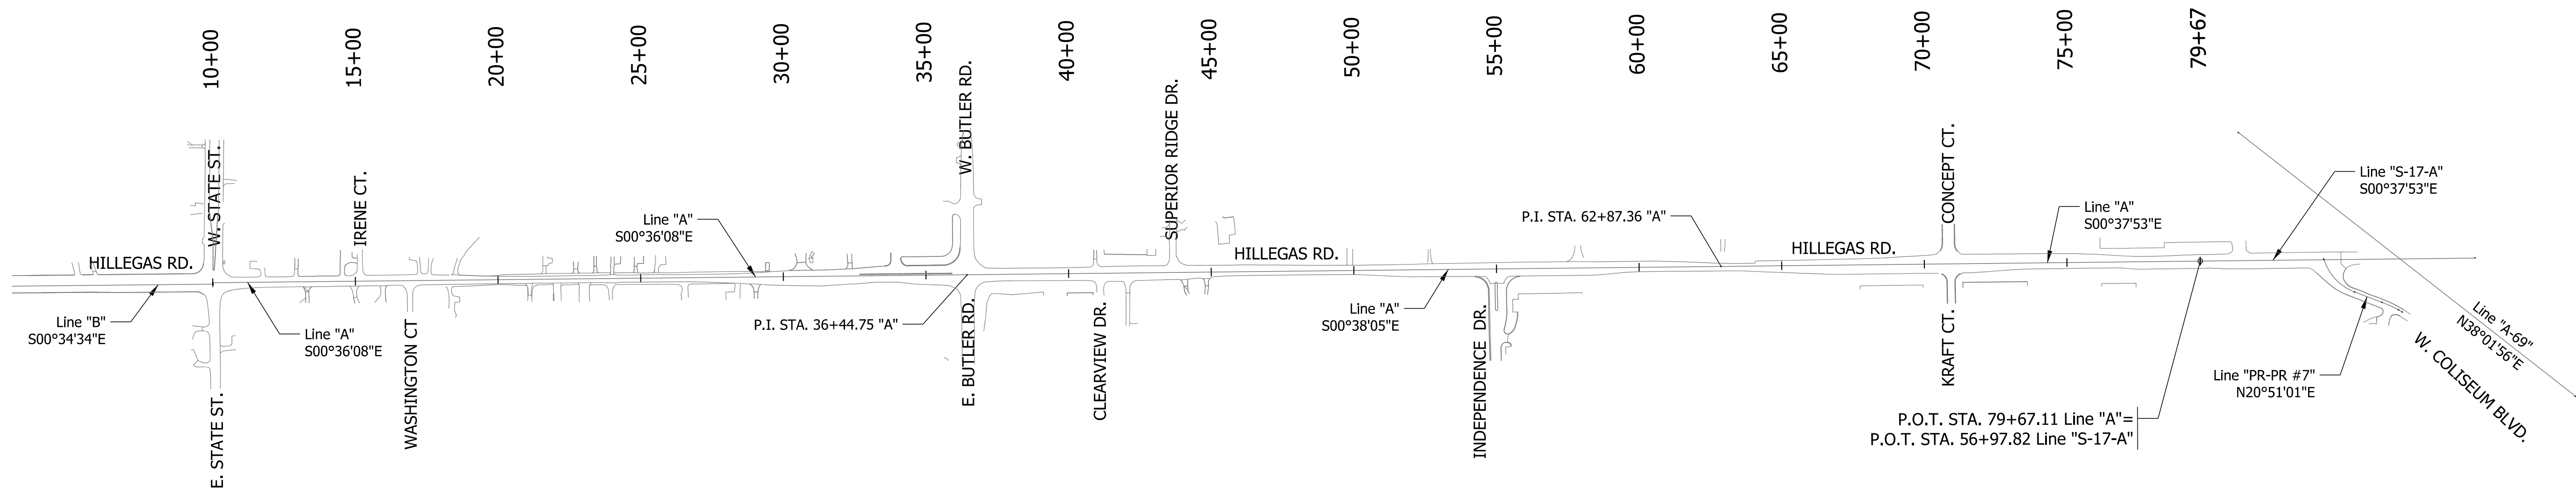 10+00
15+00
20+00
25+00
30+00
35+00
40+00
45+00
50+00
55+00
60+00
65+00
70+00
75+00
79+67
W. STATE ST.
IRENE CT.
W. BUTLER RD.
SUPERIOR RIDGE DR.
CONCEPT CT.
HILLEGAS RD.
HILLEGAS RD.
HILLEGAS RD.
Line "A"
S00°36'08"E
P.I. STA. 62+87.36 "A"
Line "A"
S00°37'53"E
Line "S-17-A"
S00°37'53"E
Line "B"
S00°34'34"E
Line "A"
S00°36'08"E
P.I. STA. 36+44.75 "A"
Line "A"
S00°38'05"E
Line "A-69"
N38°01'56"E
Line "PR-PR #7"
N20°51'01"E
P.O.T. STA. 79+67.11 Line "A"=
P.O.T. STA. 56+97.82 Line "S-17-A"
E. STATE ST.
WASHINGTON CT
E. BUTLER RD.
CLEARVIEW DR.
INDEPENDENCE DR.
KRAFT CT.
W. COLISEUM BLVD.